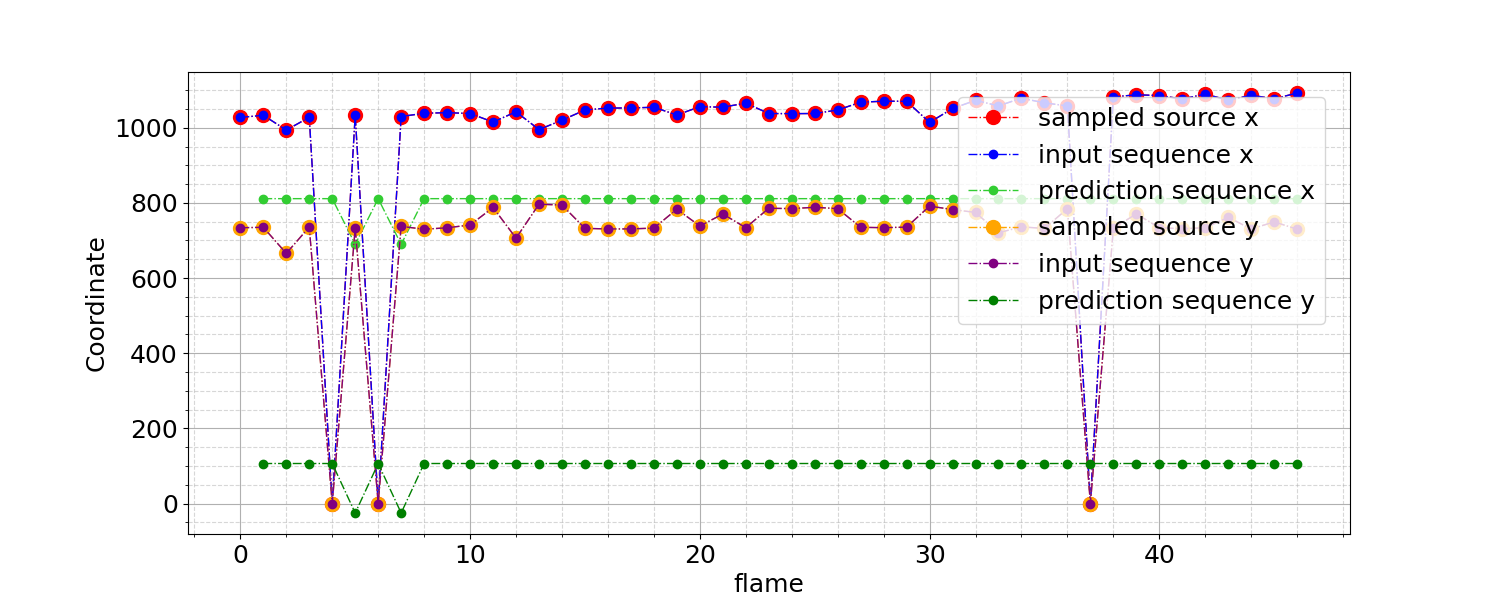 1000
800
600
400
200
0
Coordinate
sampled source x
input sequence x
prediction sequence x
sampled source y
input sequence y
prediction sequence y
0 10 20 30 40
flame